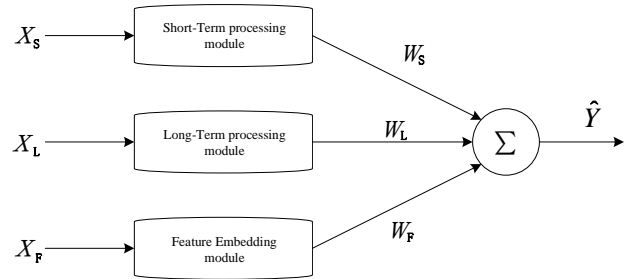 X_S
Short-Term processing
module
W_S
X_L
Long-Term processing
module
W_L
Σ
Ŷ
X_F
Feature Embedding
module
W_F